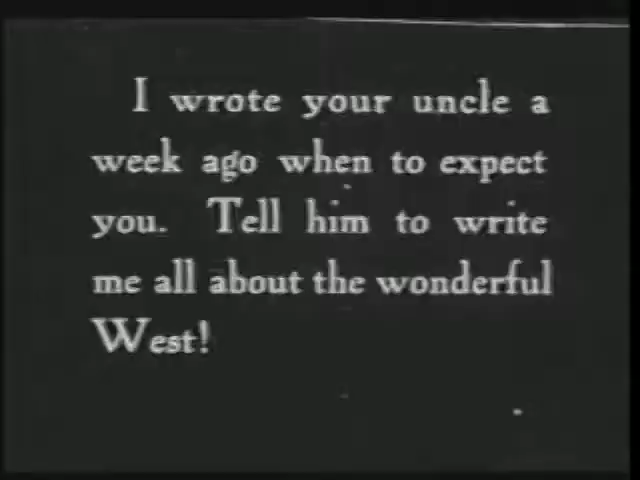 I wrote your uncle a
week ago when to expect
you. Tell him to write
me all about the wonderful
West!